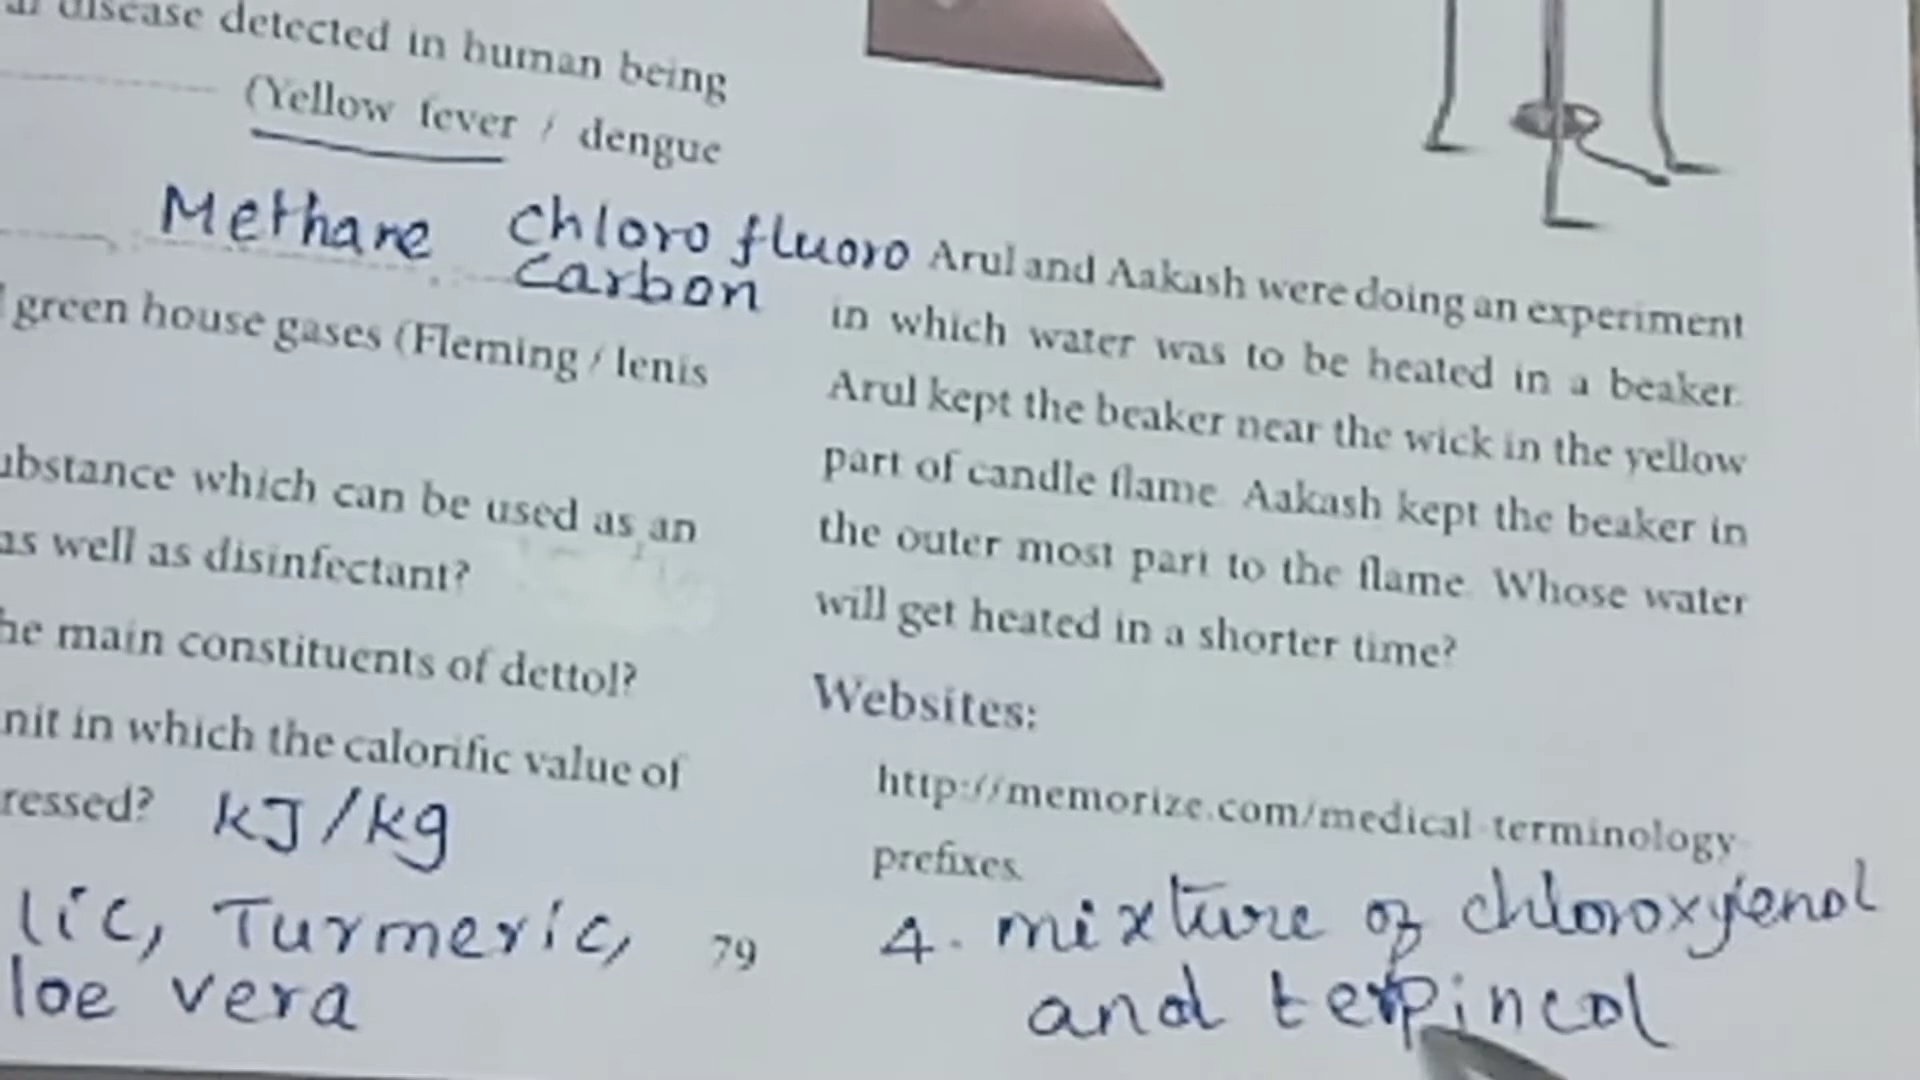 disease detected in human being
(Yellow fever / dengue
Methane chloro fluoro
carbon
green house gases (Fleming / lenis
ubstance which can be used as an
as well as disinfectant?
he main constituents of dettol?
nit in which the calorific value of
ressed? KJ/kg
lic, Turmeric,
loe vera
79
Arul and Aakash were doing an experiment
in which water was to be heated in a beaker.
Arul kept the beaker near the wick in the yellow
part of candle flame. Aakash kept the beaker in
the outer most part to the flame. Whose water
will get heated in a shorter time?
Websites:
http://memorize.com/medical-terminology-
prefixes.
4. mixture of chloroxylenol
and terpineol